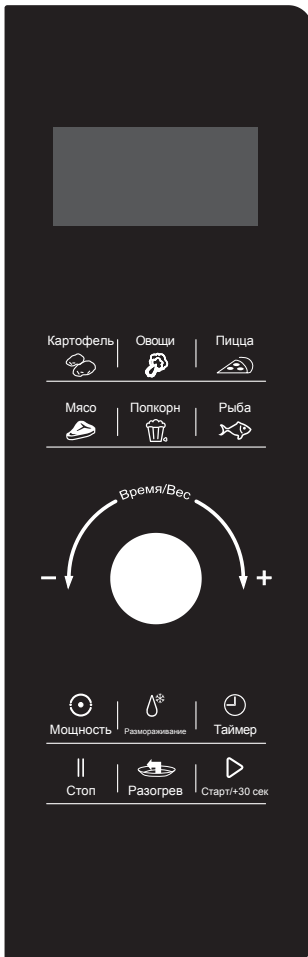 Картофель Овощи Пицца
Мясо Попкорн Рыба
Время/Вес
– +
Мощность Размораживание Таймер
Стоп Разогрев Старт/+30 сек